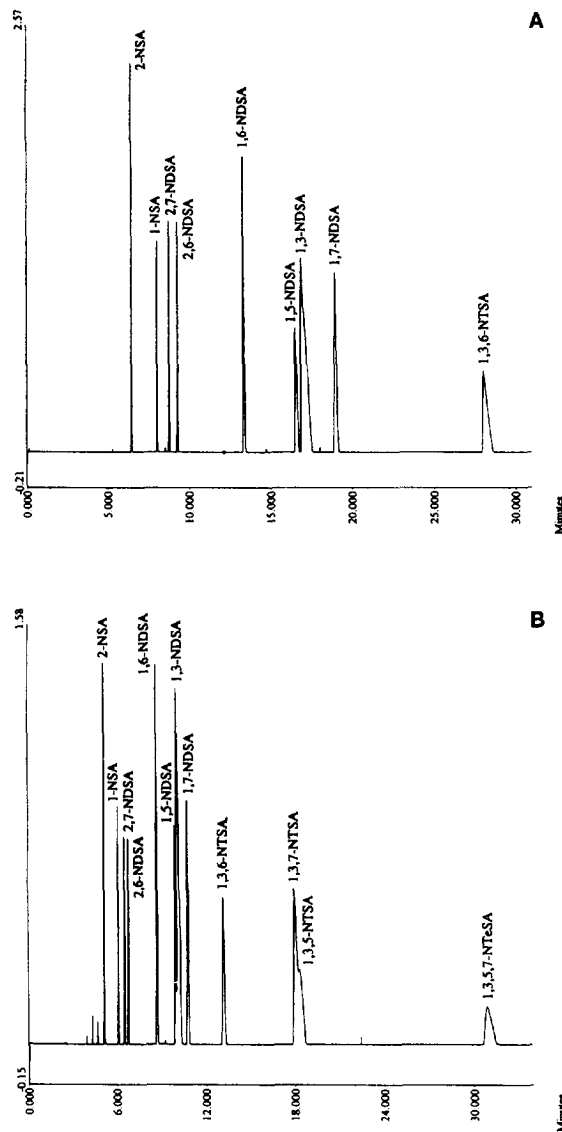 A
2.57
2-NSA
1-NSA
2,7-NDSA
2,6-NDSA
1,6-NDSA
1,5-NDSA
1,3-NDSA
1,7-NDSA
1,3,6-NTSA
-0.21
0.000
5.000
10.000
15.000
20.000
25.000
30.000
Minutes
B
1.58
2-NSA
1-NSA
2,7-NDSA
2,6-NDSA
1,6-NDSA
1,5-NDSA
1,3-NDSA
1,7-NDSA
1,3,6-NTSA
1,3,7-NTSA
1,3,5-NTSA
1,3,5,7-NTeSA
-0.15
0.000
6.000
12.000
18.000
24.000
30.000
Minutes